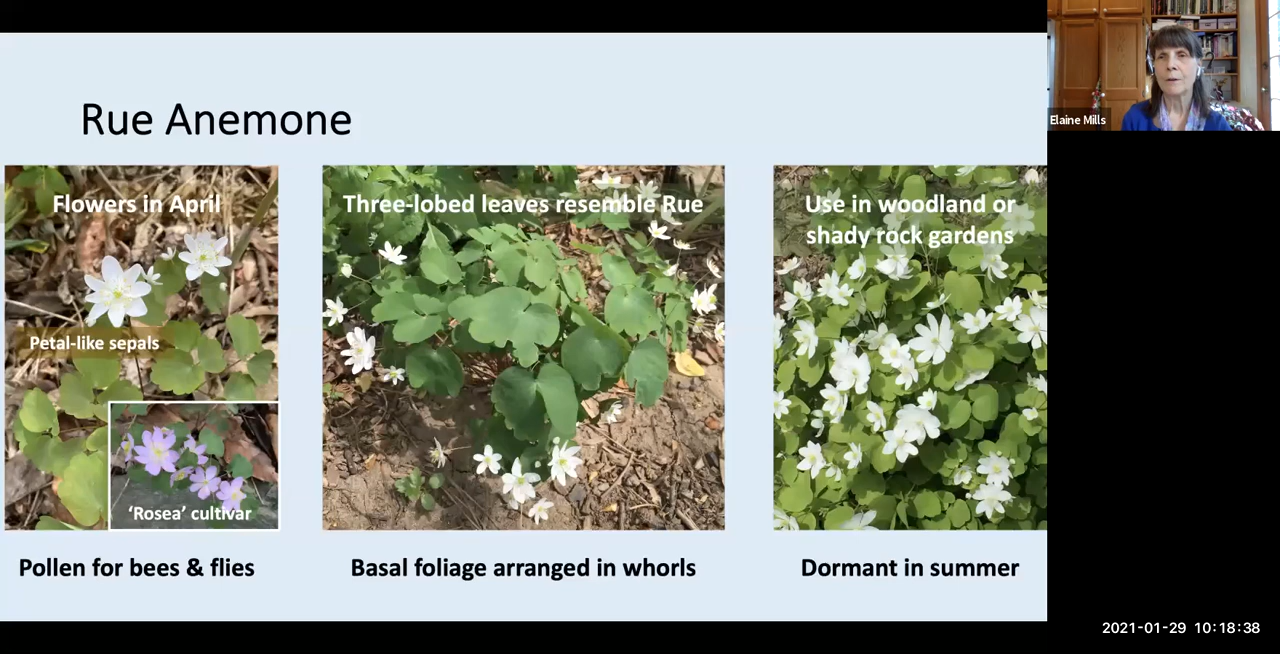 Rue Anemone
Flowers in April
Petal-like sepals
‘Rosea’ cultivar
Pollen for bees & flies
Three-lobed leaves resemble Rue
Basal foliage arranged in whorls
Use in woodland or
shady rock gardens
Dormant in summer
Elaine Mills
2021-01-29 10:18:38